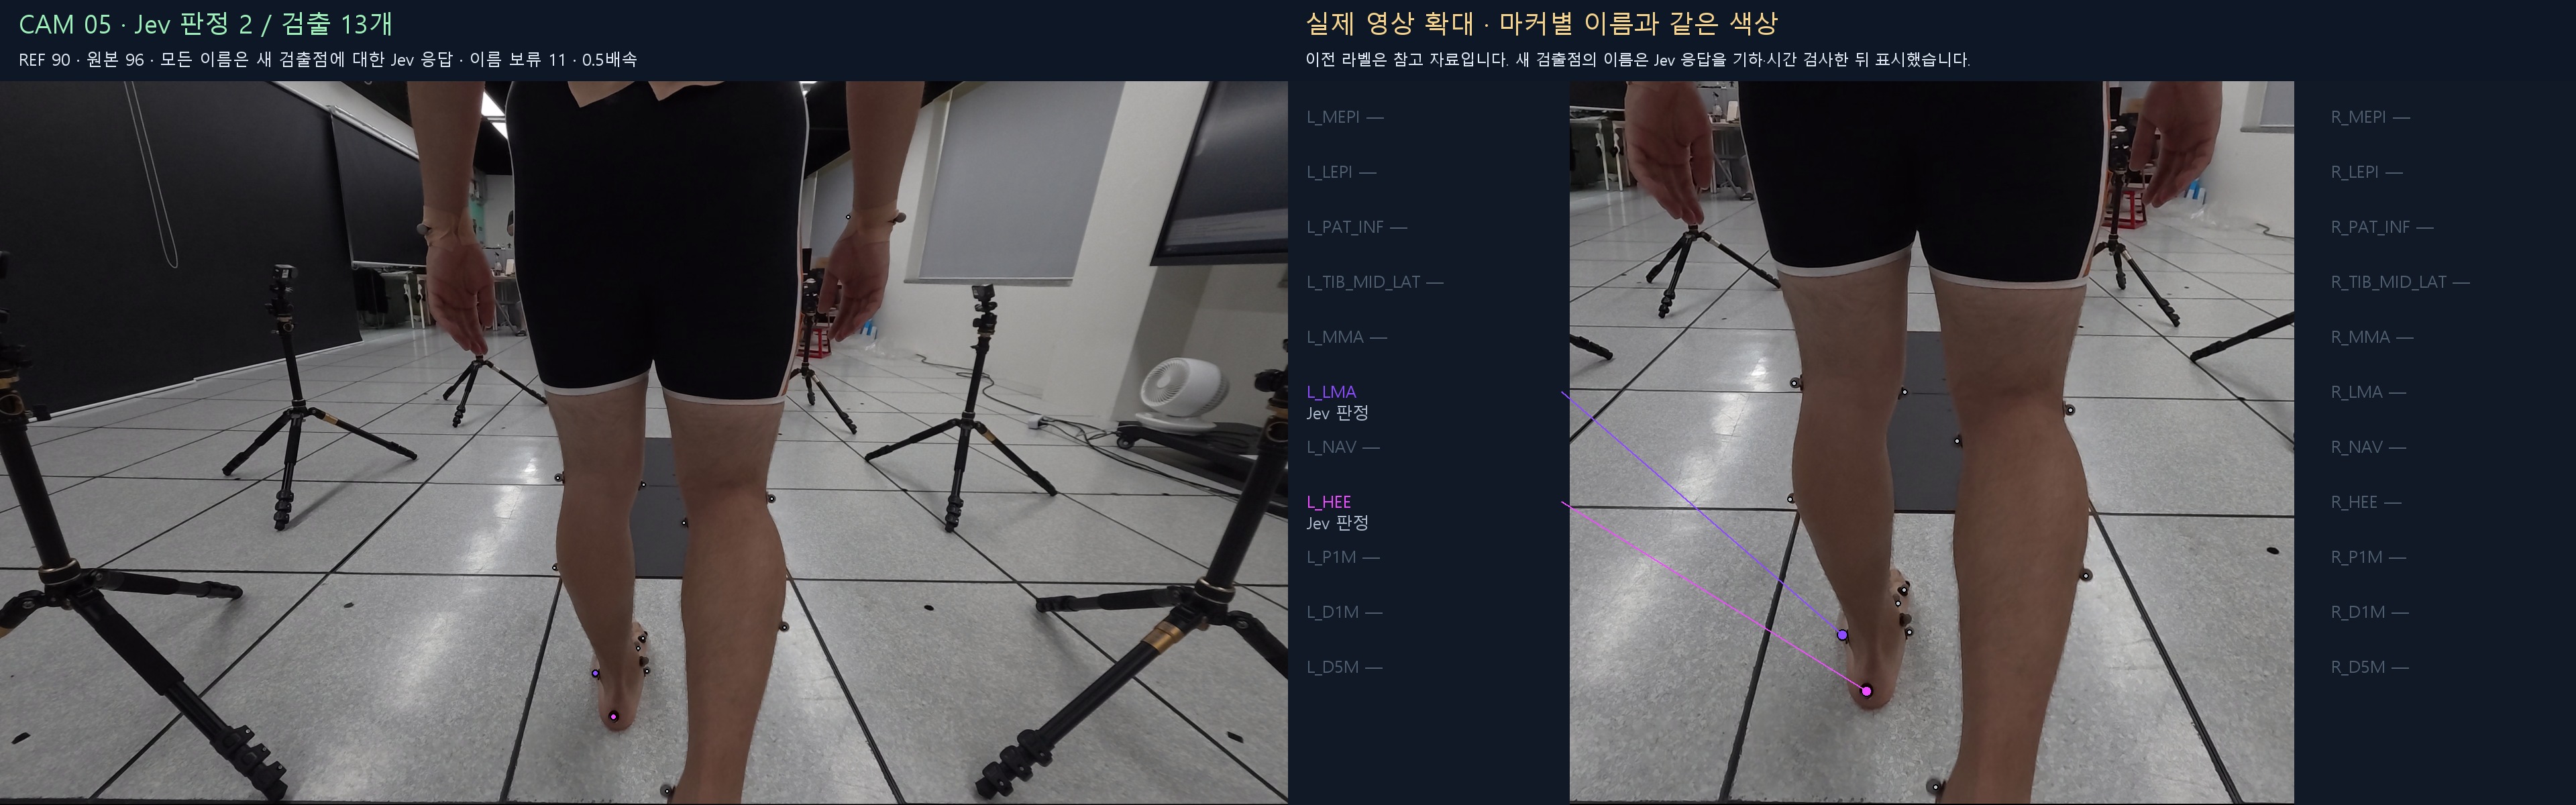 CAM 05 · Jev 판정 2 / 검출 13개
REF 90 · 원본 96 · 모든 이름은 새 검출점에 대한 Jev 응답 · 이름 보류 11 · 0.5배속
실제 영상 확대 · 마커별 이름과 같은 색상
이전 라벨은 참고 자료입니다. 새 검출점의 이름은 Jev 응답을 기하·시간 검사한 뒤 표시했습니다.
L_MEPI —
L_LEPI —
L_PAT_INF —
L_TIB_MID_LAT —
L_MMA —
L_LMA
Jev 판정
L_NAV —
L_HEE
Jev 판정
L_P1M —
L_D1M —
L_D5M —
R_MEPI —
R_LEPI —
R_PAT_INF —
R_TIB_MID_LAT —
R_MMA —
R_LMA —
R_NAV —
R_HEE —
R_P1M —
R_D1M —
R_D5M —